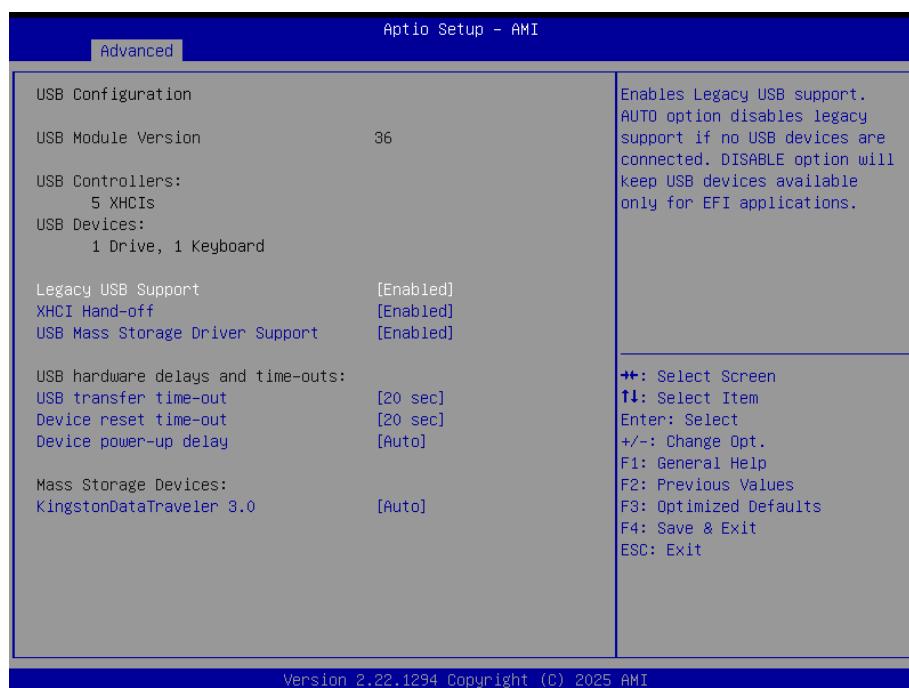 Aptio Setup – AMI
Advanced
USB Configuration
USB Module Version 36
USB Controllers:
5 XHCIs
USB Devices:
1 Drive, 1 Keyboard
Legacy USB Support [Enabled]
XHCI Hand-off [Enabled]
USB Mass Storage Driver Support [Enabled]
USB hardware delays and time-outs:
USB transfer time-out [20 sec]
Device reset time-out [20 sec]
Device power-up delay [Auto]
Mass Storage Devices:
KingstonDataTraveler 3.0 [Auto]
Enables Legacy USB support.
AUTO option disables legacy
support if no USB devices are
connected. DISABLE option will
keep USB devices available
only for EFI applications.
→←: Select Screen
↑↓: Select Item
Enter: Select
+/-: Change Opt.
F1: General Help
F2: Previous Values
F3: Optimized Defaults
F4: Save & Exit
ESC: Exit
Version 2.22.1294 Copyright (C) 2025 AMI